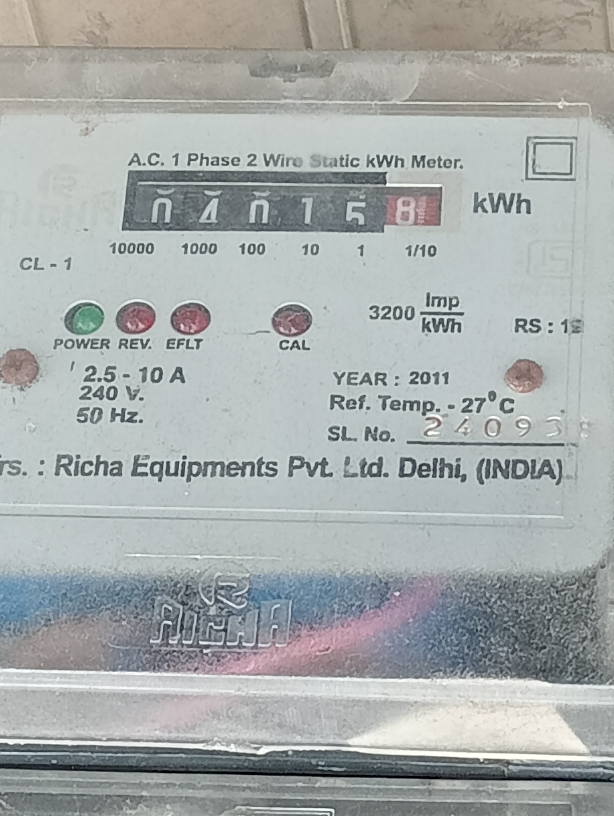 A.C. 1 Phase 2 Wire Static kWh Meter.
0 4 0 1 5 8 kWh
10000 1000 100 10 1 1/10
CL - 1
3200 Imp/kWh
RS : 
POWER REV. EFLT CAL
2.5 - 10 A
240 V.
50 Hz.
YEAR : 2011
Ref. Temp. - 27°C
SL. No. 24093
rs. : Richa Equipments Pvt. Ltd. Delhi, (INDIA)
RICHA